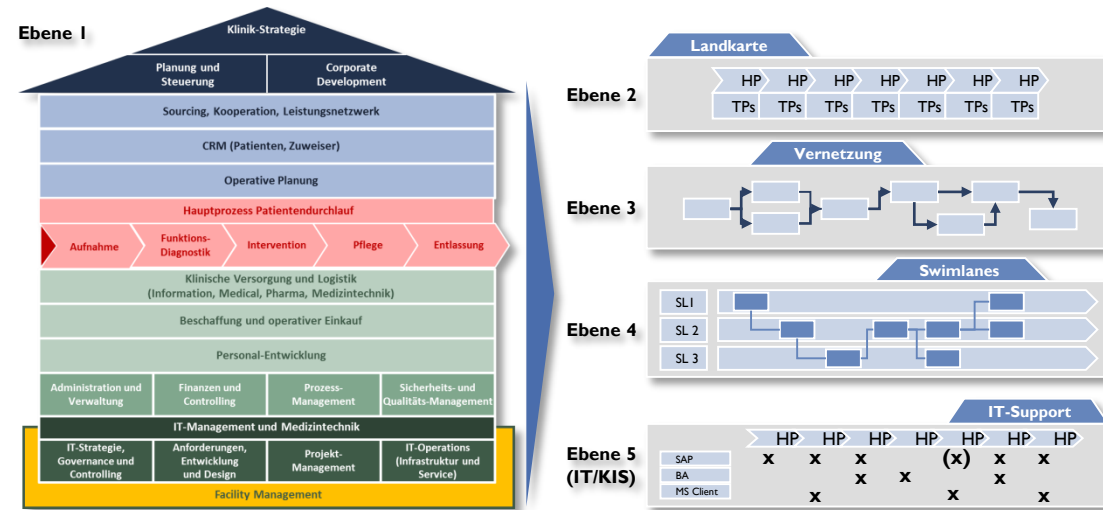 Ebene 1
Klinik-Strategie
Planung und
Steuerung
Corporate
Development
Sourcing, Kooperation, Leistungsnetzwerk
CRM (Patienten, Zuweiser)
Operative Planung
Hauptprozess Patientendurchlauf
Aufnahme
Funktions-
Diagnostik
Intervention
Pflege
Entlassung
Klinische Versorgung und Logistik
(Information, Medical, Pharma, Medizintechnik)
Beschaffung und operativer Einkauf
Personal-Entwicklung
Administration und
Verwaltung
Finanzen und
Controlling
Prozess-
Management
Sicherheits- und
Qualitäts-Management
IT-Management und Medizintechnik
IT-Strategie,
Governance und
Controlling
Anforderungen,
Entwicklung
und Design
Projekt-
Management
IT-Operations
(Infrastruktur und
Service)
Facility Management
Landkarte
Ebene 2
HP HP HP HP HP HP HP
TPs TPs TPs TPs TPs TPs TPs
Vernetzung
Ebene 3
Swimlanes
Ebene 4
SL1
SL 2
SL 3
IT-Support
Ebene 5
(IT/KIS)
HP HP HP HP HP HP HP
SAP x x x (x) x x
BA x x x
MS Client x x x